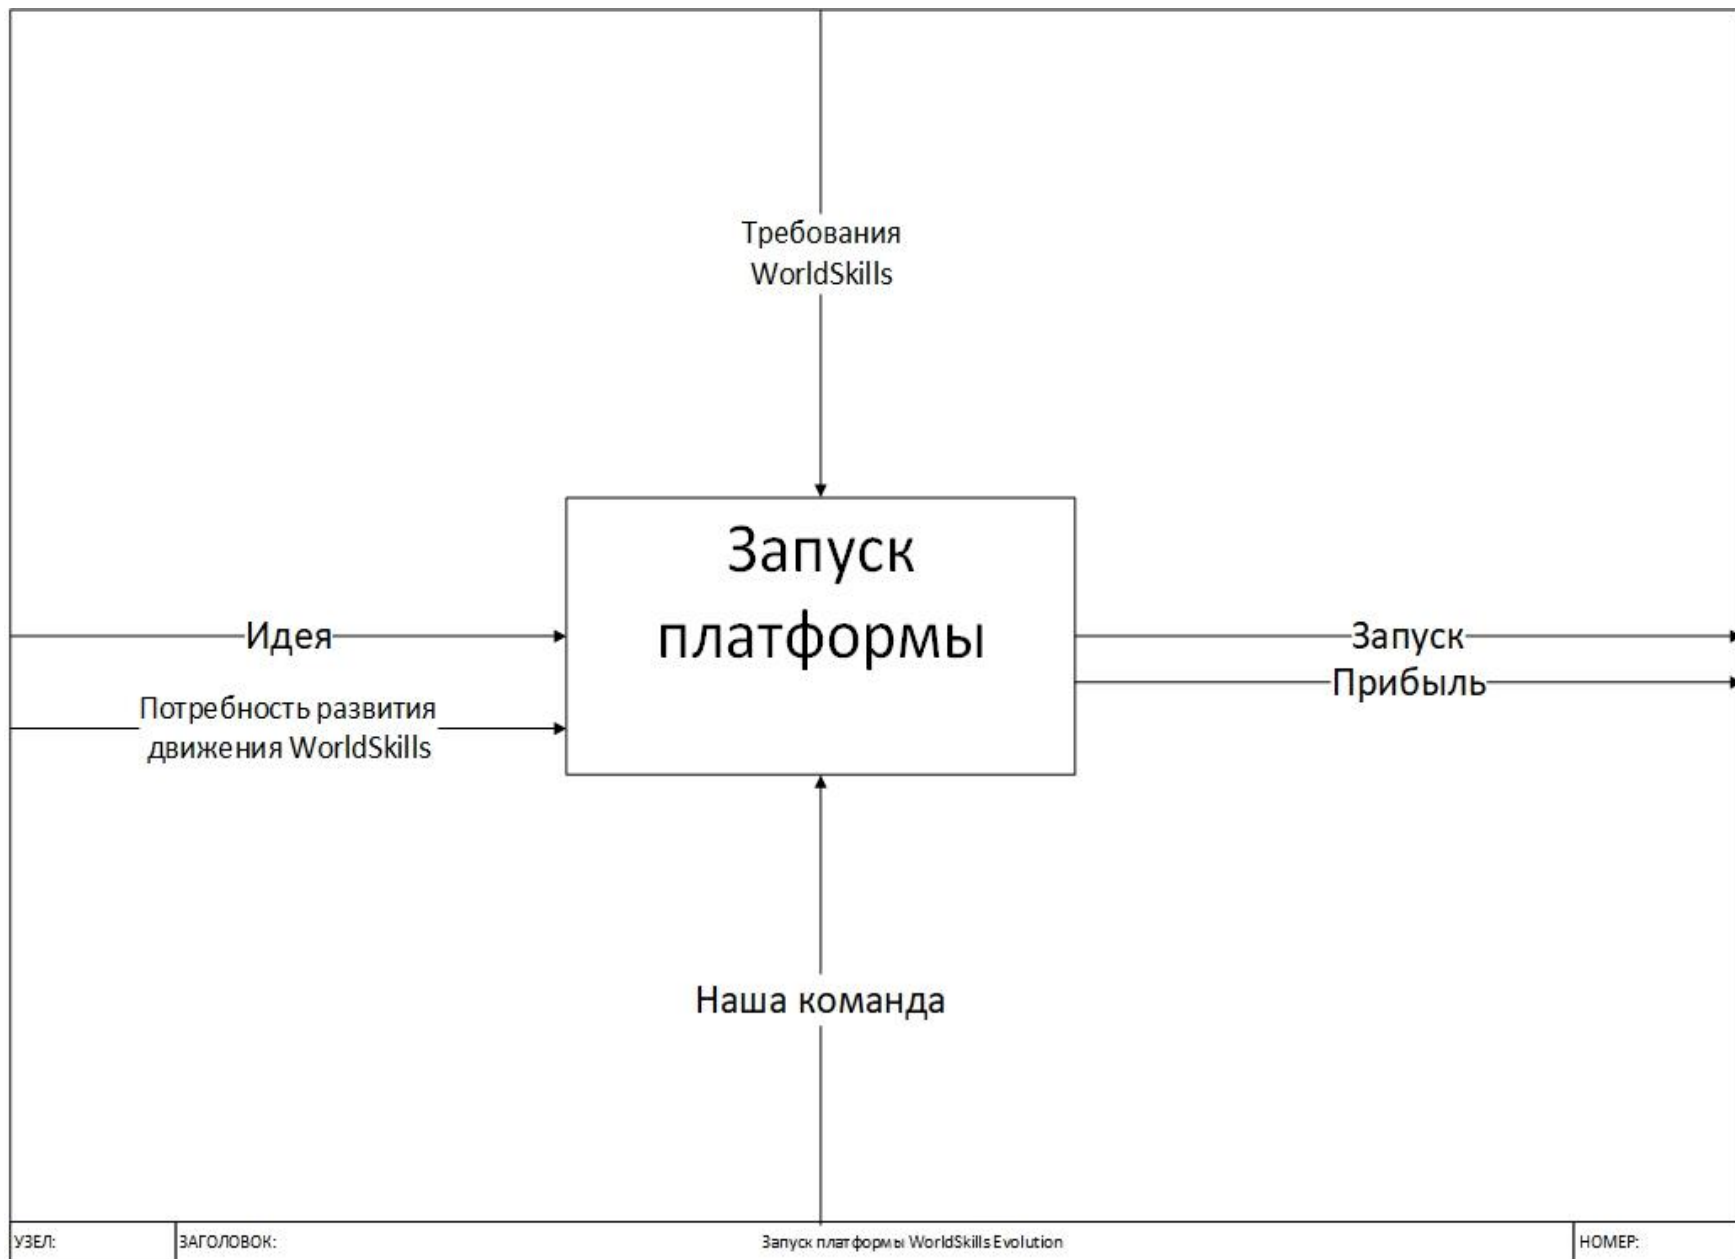 Требования
WorldSkills
Запуск
платформы
Идея
Потребность развития
движения WorldSkills
Запуск
Прибыль
Наша команда
УЗЕЛ:
ЗАГОЛОВОК:
Запуск платформы WorldSkills Evolution
НОМЕР: